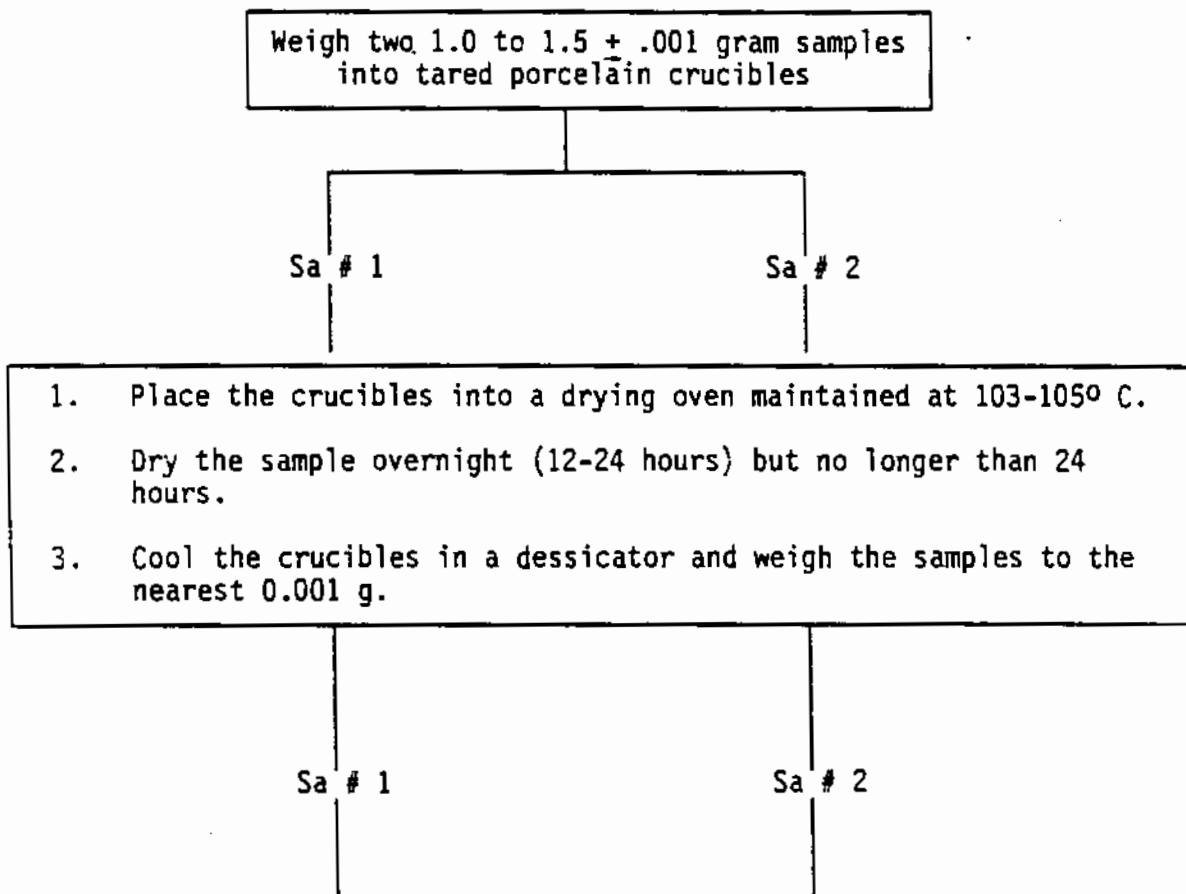 Weigh two 1.0 to 1.5 ± .001 gram samples
into tared porcelain crucibles
Sa # 1 Sa # 2
1. Place the crucibles into a drying oven maintained at 103-105º C.
2. Dry the sample overnight (12-24 hours) but no longer than 24
hours.
3. Cool the crucibles in a dessicator and weigh the samples to the
nearest 0.001 g.
Sa # 1 Sa # 2